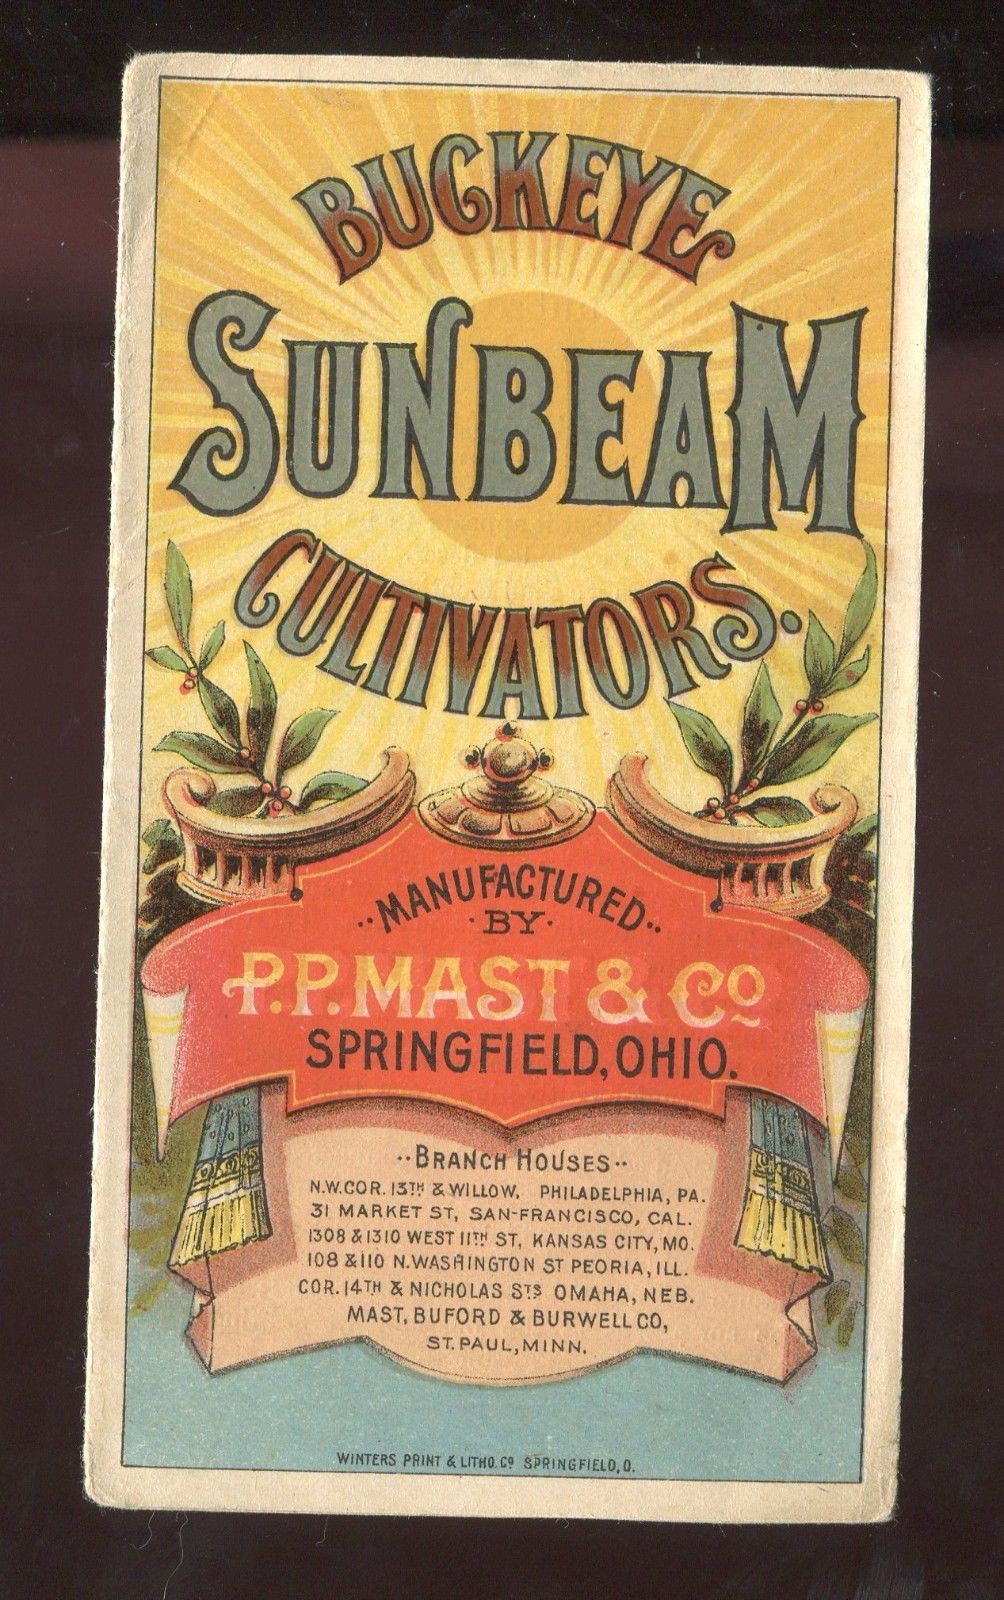 BUCKEYE
SUNBEAM
CULTIVATORS.
··MANUFACTURED··
·BY·
P.P. MAST & CO
SPRINGFIELD, OHIO.
··BRANCH HOUSES··
N.W. COR. 13TH & WILLOW, PHILADELPHIA, PA.
31 MARKET ST, SAN-FRANCISCO, CAL.
1308 & 1310 WEST 11TH ST, KANSAS CITY, MO.
108 & 110 N. WASHINGTON ST PEORIA, ILL.
COR. 14TH & NICHOLAS STS OMAHA, NEB.
MAST, BUFORD & BURWELL CO,
ST. PAUL, MINN.
WINTERS PRINT & LITHO. CO SPRINGFIELD, O.